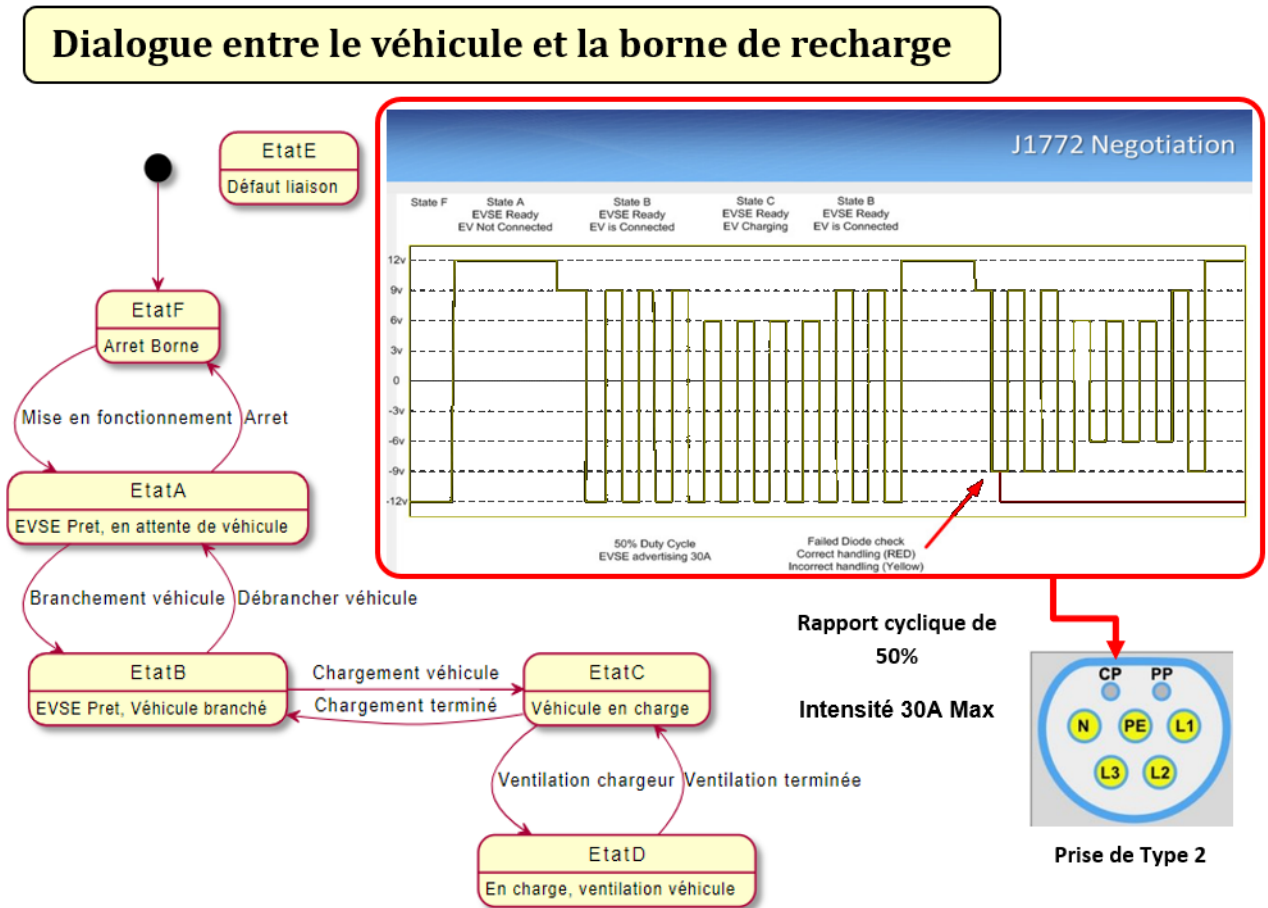 Dialogue entre le véhicule et la borne de recharge
EtatE
Défaut liaison
EtatF
Arret Borne
Mise en fonctionnement
Arret
EtatA
EVSE Pret, en attente de véhicule
Branchement véhicule
Débrancher véhicule
EtatB
EVSE Pret, Véhicule branché
Chargement véhicule
Chargement terminé
EtatC
Véhicule en charge
Ventilation chargeur
Ventilation terminée
EtatD
En charge, ventilation véhicule
J1772 Negotiation
State F
State A
EVSE Ready
EV Not Connected
State B
EVSE Ready
EV is Connected
State C
EVSE Ready
EV Charging
State B
EVSE Ready
EV is Connected
12v
9v
6v
3v
0
-3v
-6v
-9v
-12v
50% Duty Cycle
EVSE advertising 30A
Failed Diode check
Correct handling (RED)
Incorrect handling (Yellow)
Rapport cyclique de
50%
Intensité 30A Max
CP PP
N PE L1
L3 L2
Prise de Type 2